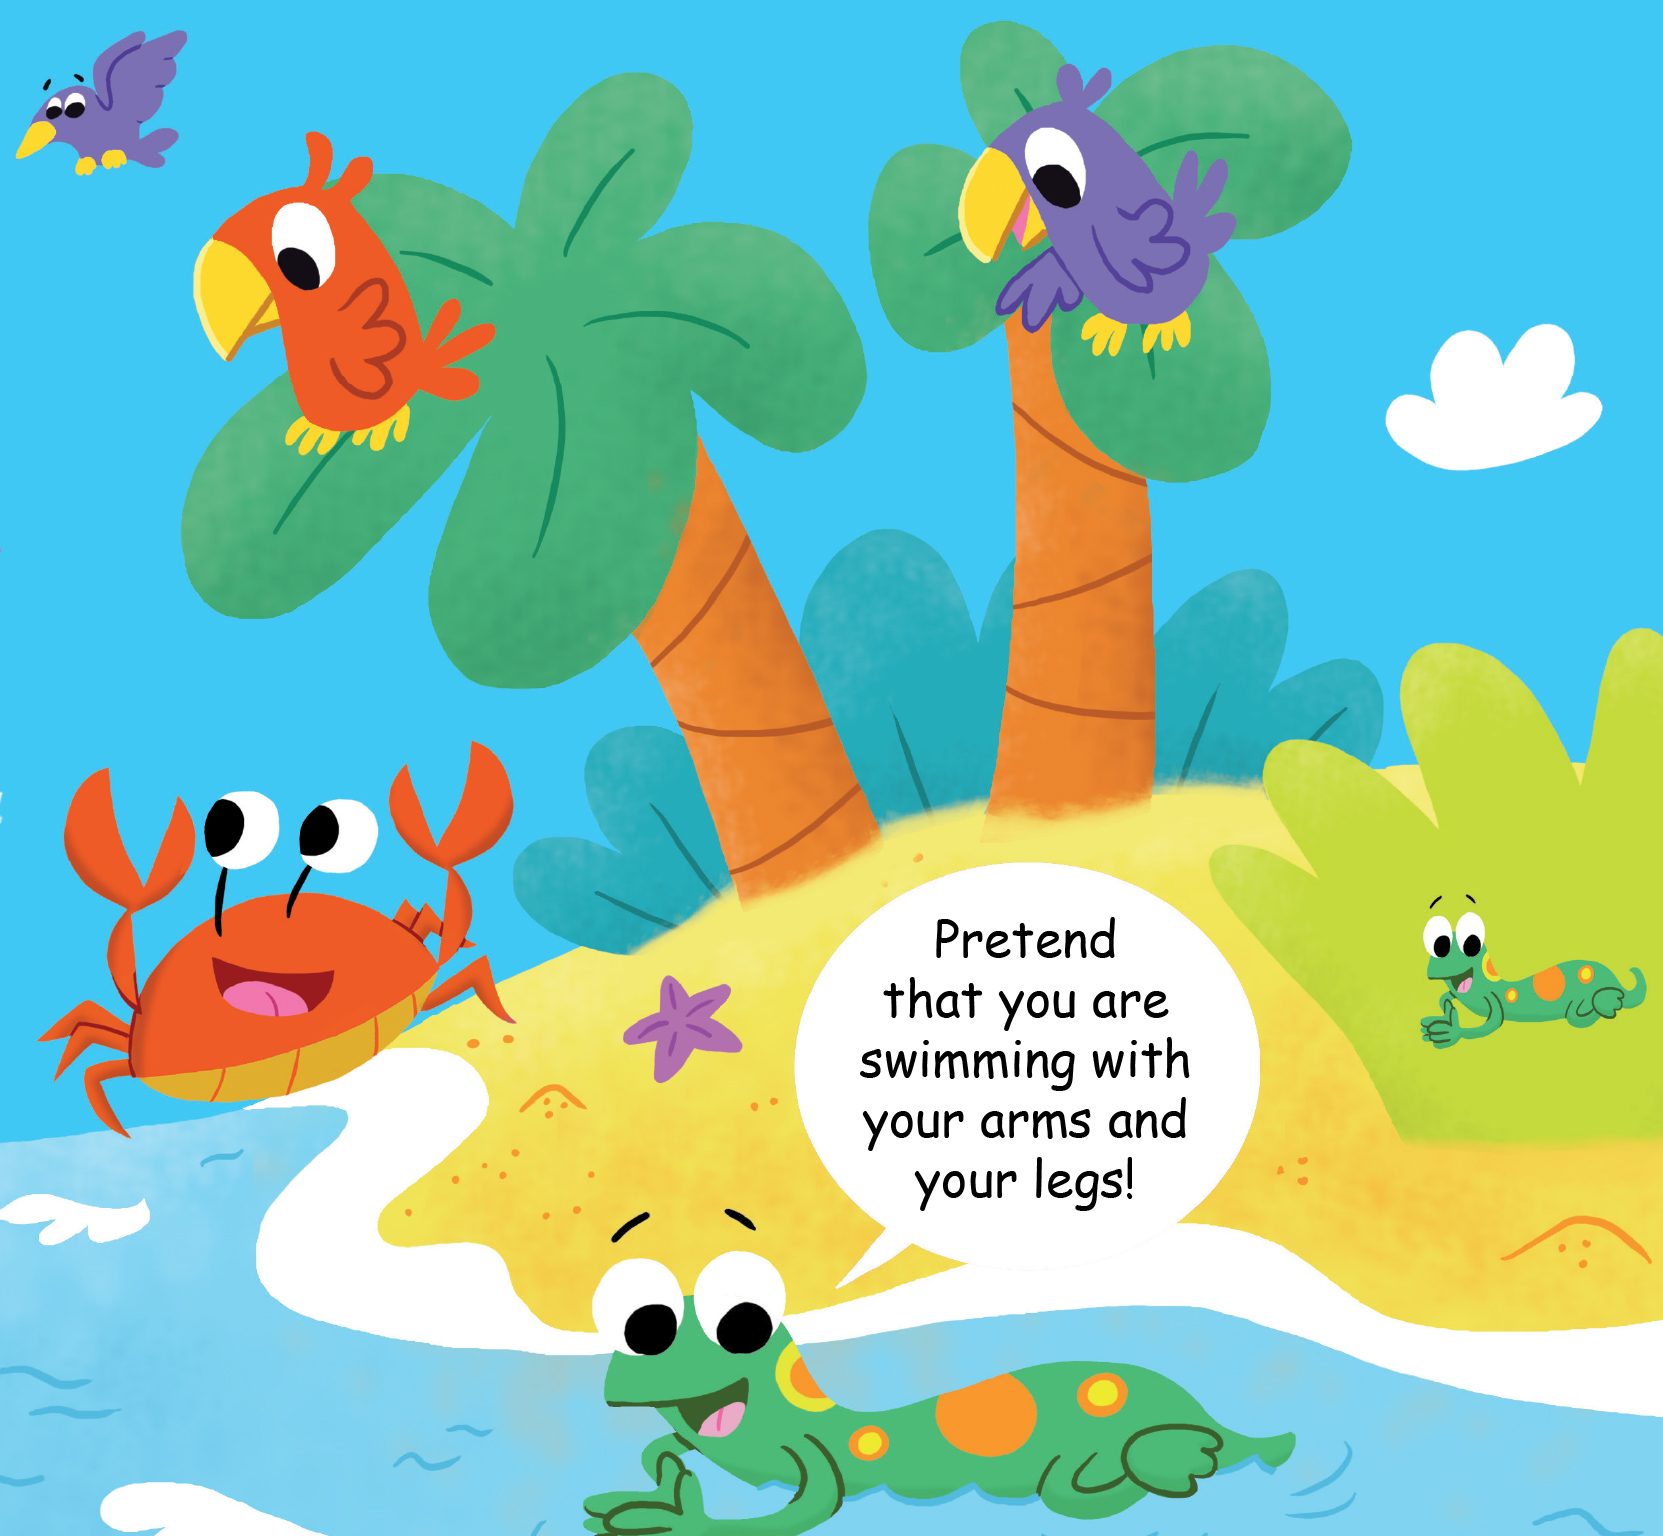 Pretend
that you are
swimming with
your arms and
your legs!